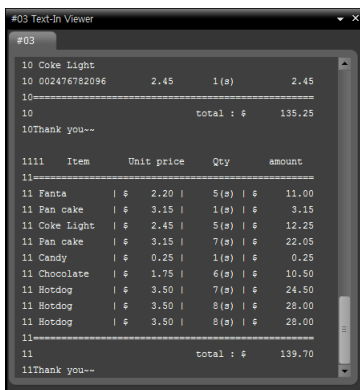 #03 Text-In Viewer
#03
10 Coke Light
10 002476782096 2.45 1(s) 2.45
10=============================================
10 total : $ 135.25
10Thank you~~
1111 Item Unit price Qty amount
11=============================================
11 Fanta | $ 2.20 | 5(s) | $ 11.00
11 Pan cake | $ 3.15 | 1(s) | $ 3.15
11 Coke Light | $ 2.45 | 5(s) | $ 12.25
11 Pan cake | $ 3.15 | 7(s) | $ 22.05
11 Candy | $ 0.25 | 1(s) | $ 0.25
11 Chocolate | $ 1.75 | 6(s) | $ 10.50
11 Hotdog | $ 3.50 | 7(s) | $ 24.50
11 Hotdog | $ 3.50 | 8(s) | $ 28.00
11 Hotdog | $ 3.50 | 8(s) | $ 28.00
11=============================================
11 total : $ 139.70
11Thank you~~